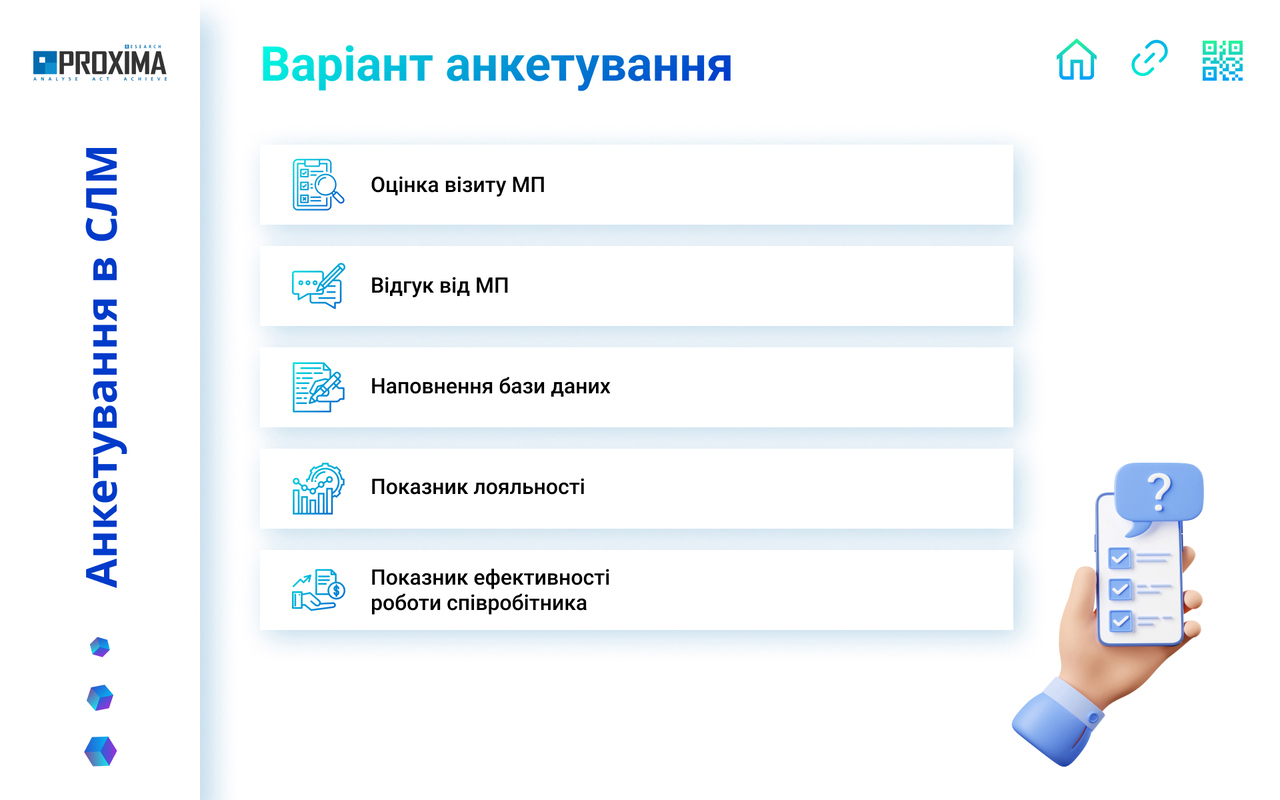 RESEARCH
PROXIMA
ANALYSE ACT ACHIEVE
Анкетування в СЛМ
Варіант анкетування
Оцінка візиту МП
Відгук від МП
Наповнення бази даних
Показник лояльності
Показник ефективності
роботи співробітника
?